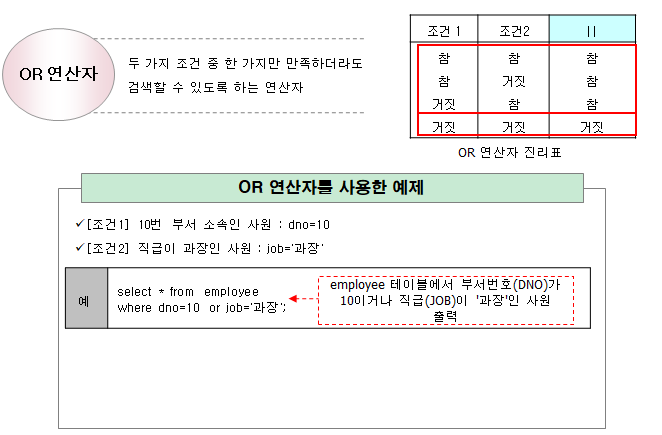 OR 연산자
두 가지 조건 중 한 가지만 만족하더라도
검색할 수 있도록 하는 연산자
조건 1 조건2 ||
참 참 참
참 거짓 참
거짓 참 참
거짓 거짓 거짓
OR 연산자 진리표
OR 연산자를 사용한 예제
✓[조건1] 10번 부서 소속인 사원 : dno=10
✓[조건2] 직급이 과장인 사원 : job='과장'
예
select * from employee
where dno=10 or job='과장';
employee 테이블에서 부서번호(DNO)가
10이거나 직급(JOB)이 '과장'인 사원
출력